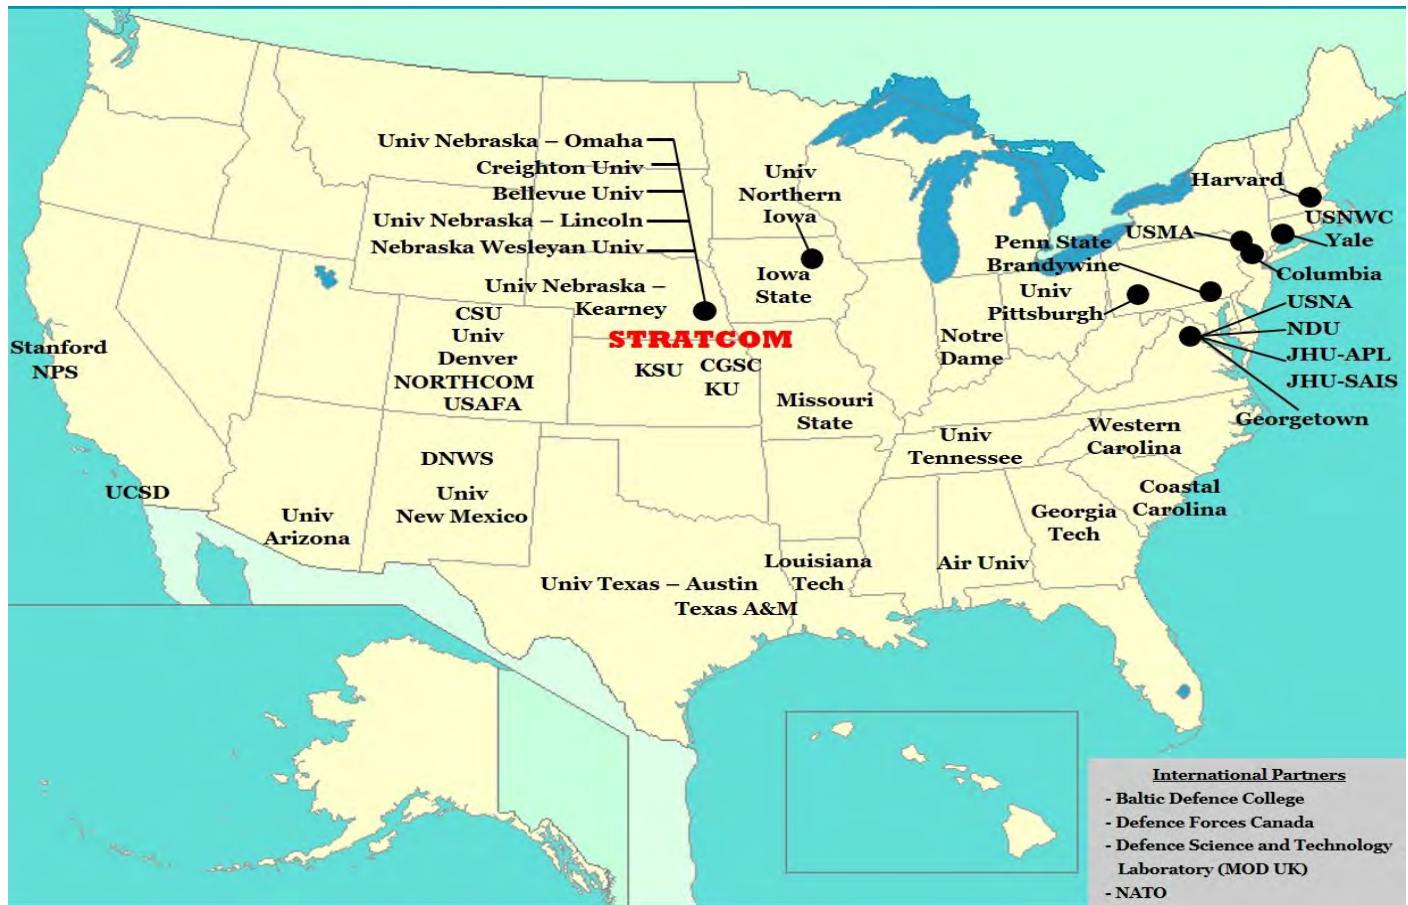 Univ Nebraska – Omaha
Creighton Univ
Bellevue Univ
Univ Nebraska – Lincoln
Nebraska Wesleyan Univ
Univ Nebraska –
Kearney
STRATCOM
Univ
Northern
Iowa
Iowa
State
CSU
Univ
Denver
NORTHCOM
USAFA
KSU
CGSC
KU
Stanford
NPS
UCSD
Univ
Arizona
DNWS
Univ
New Mexico
Univ Texas – Austin
Texas A&M
Louisiana
Tech
Missouri
State
Notre
Dame
Univ
Tennessee
Western
Carolina
Coastal
Carolina
Georgia
Tech
Air Univ
Harvard
USNWC
Yale
USMA
Columbia
Penn State
Brandywine
Univ
Pittsburgh
USNA
NDU
JHU-APL
JHU-SAIS
Georgetown
International Partners
- Baltic Defence College
- Defence Forces Canada
- Defence Science and Technology
Laboratory (MOD UK)
- NATO